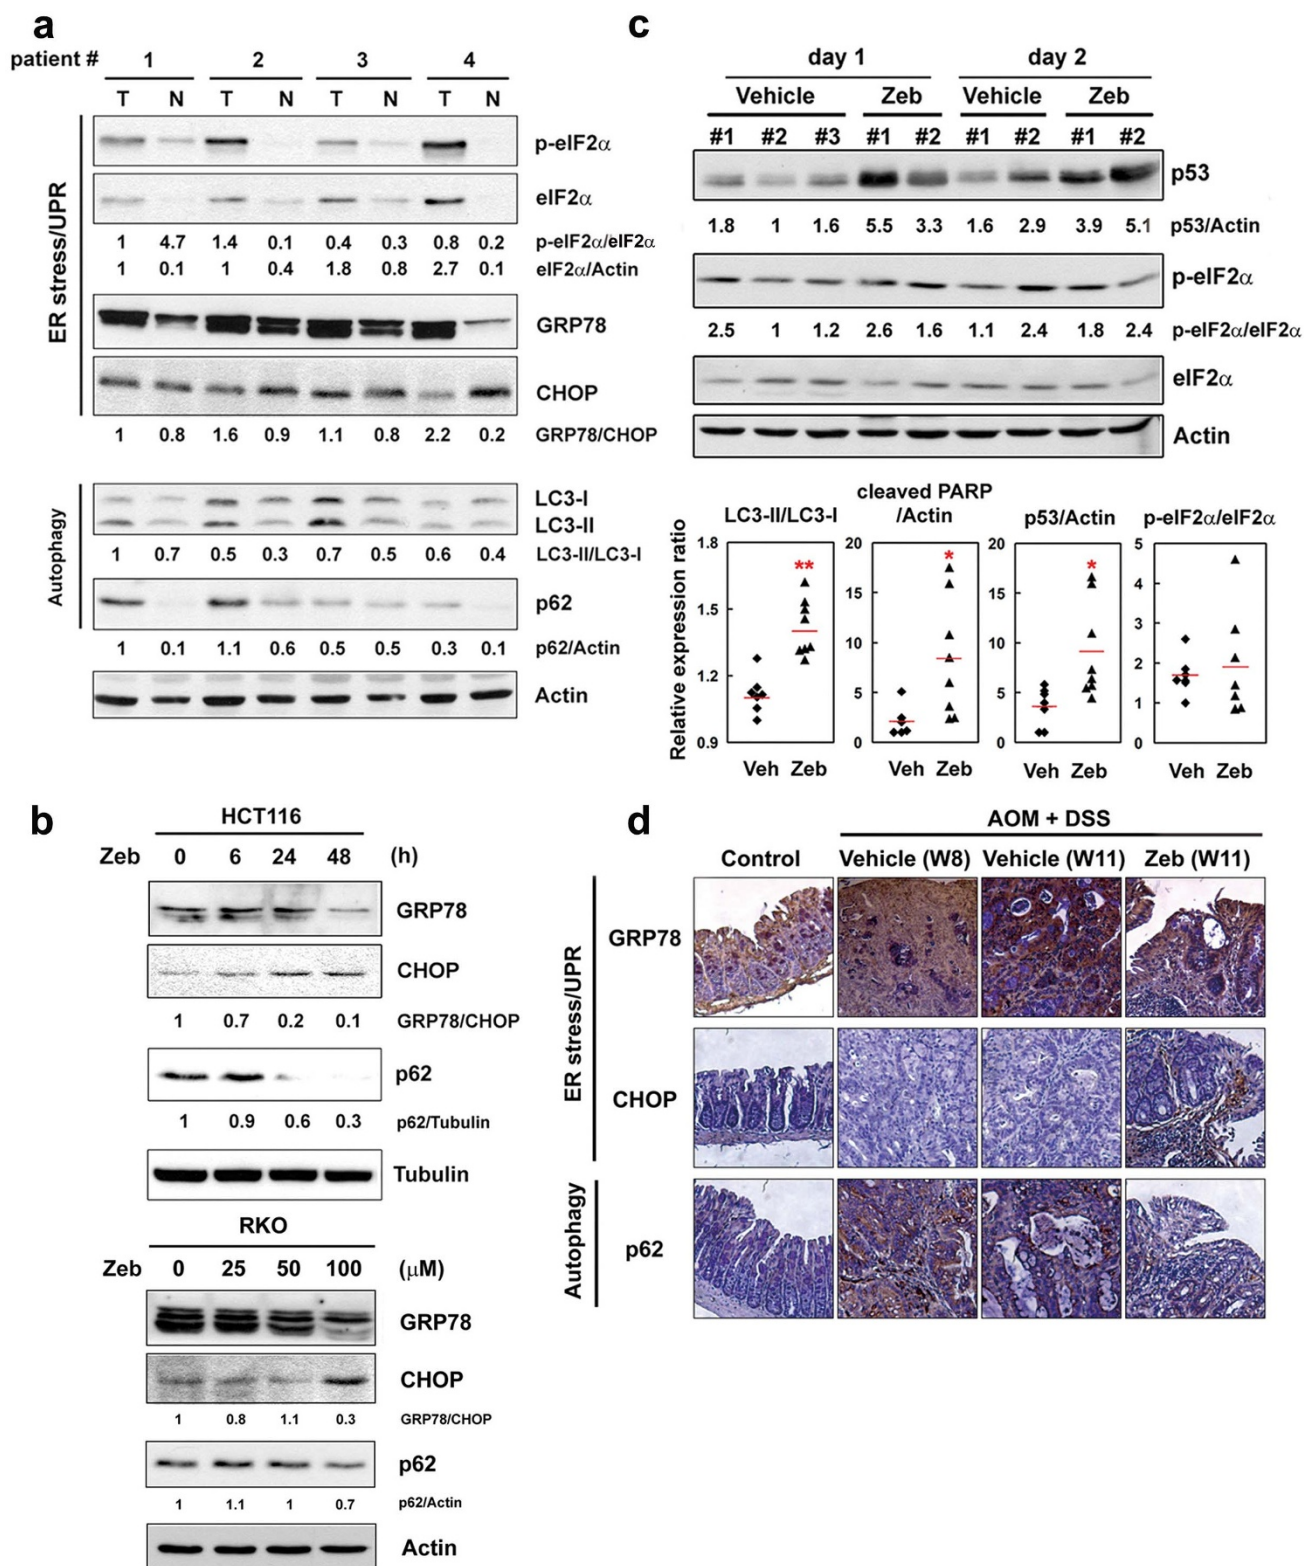 a
patient # 1 2 3 4
T N T N T N T N
ER stress/UPR
p-eIF2α
eIF2α
1 4.7 1.4 0.1 0.4 0.3 0.8 0.2 p-eIF2α/eIF2α
1 0.1 1 0.4 1.8 0.8 2.7 0.1 eIF2α/Actin
GRP78
CHOP
1 0.8 1.6 0.9 1.1 0.8 2.2 0.2 GRP78/CHOP
Autophagy
LC3-I
LC3-II
1 0.7 0.5 0.3 0.7 0.5 0.6 0.4 LC3-II/LC3-I
p62
1 0.1 1.1 0.6 0.5 0.5 0.3 0.1 p62/Actin
Actin
b
HCT116
Zeb 0 6 24 48 (h)
GRP78
CHOP
1 0.7 0.2 0.1 GRP78/CHOP
p62
1 0.9 0.6 0.3 p62/Tubulin
Tubulin
RKO
Zeb 0 25 50 100 (μM)
GRP78
CHOP
1 0.8 1.1 0.3 GRP78/CHOP
p62
1 1.1 1 0.7 p62/Actin
Actin
c
day 1 day 2
Vehicle Zeb Vehicle Zeb
#1 #2 #3 #1 #2 #1 #2 #1 #2
p53
1.8 1 1.6 5.5 3.3 1.6 2.9 3.9 5.1 p53/Actin
p-eIF2α
2.5 1 1.2 2.6 1.6 1.1 2.4 1.8 2.4 p-eIF2α/eIF2α
eIF2α
Actin
Relative expression ratio
LC3-II/LC3-I
1.8
1.5
1.2
0.9
**
Veh Zeb
cleaved PARP
/Actin
20
15
10
5
0
*
Veh Zeb
p53/Actin
20
15
10
5
0
*
Veh Zeb
p-eIF2α/eIF2α
5
4
3
2
1
0
Veh Zeb
d
AOM + DSS
Control Vehicle (W8) Vehicle (W11) Zeb (W11)
ER stress/UPR
GRP78
CHOP
Autophagy
p62